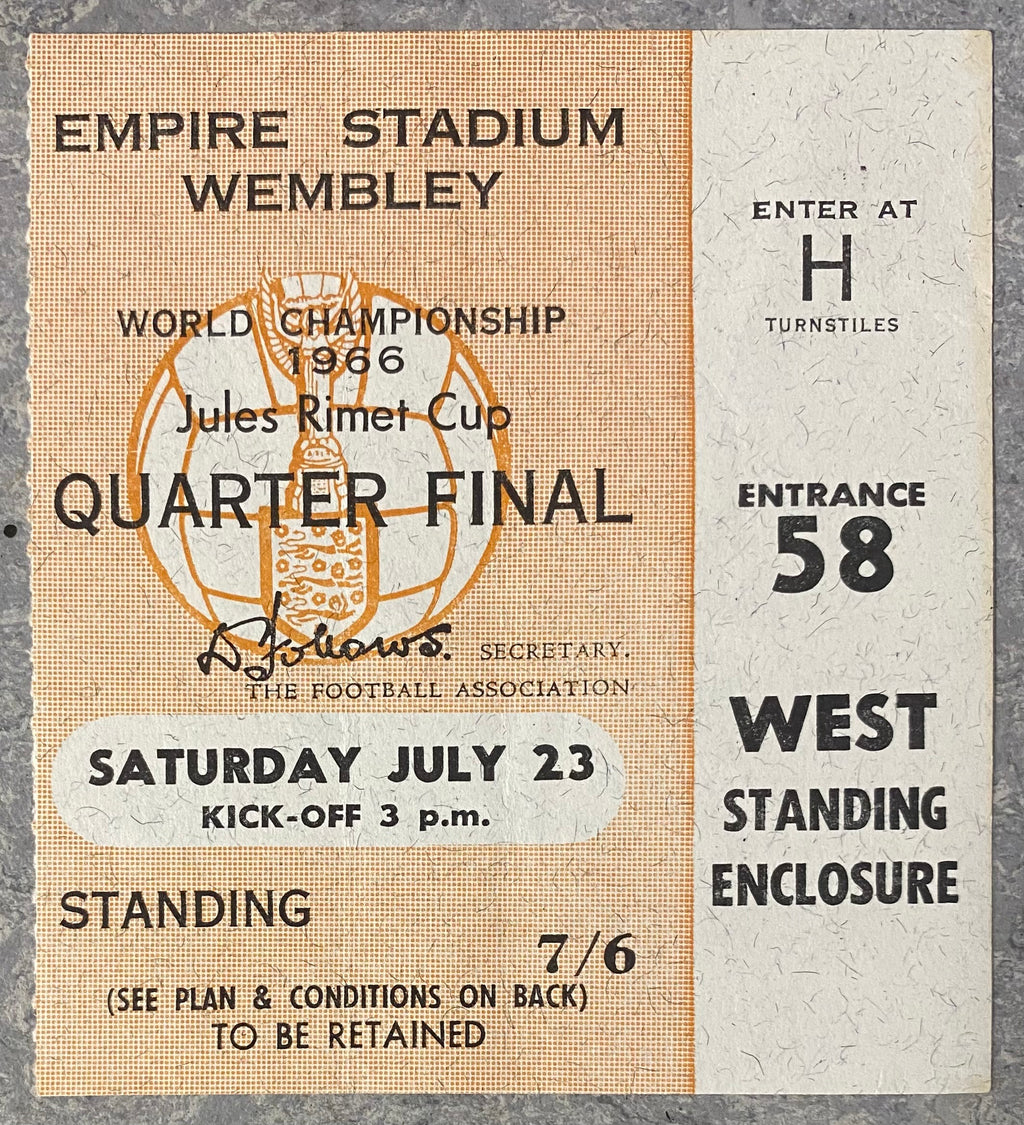 EMPIRE STADIUM
WEMBLEY
WORLD CHAMPIONSHIP
1966
Jules Rimet Cup
QUARTER FINAL
D Follows. SECRETARY.
THE FOOTBALL ASSOCIATION
SATURDAY JULY 23
KICK-OFF 3 p.m.
STANDING
7/6
(SEE PLAN & CONDITIONS ON BACK)
TO BE RETAINED
ENTER AT
H
TURNSTILES
ENTRANCE
58
WEST
STANDING
ENCLOSURE